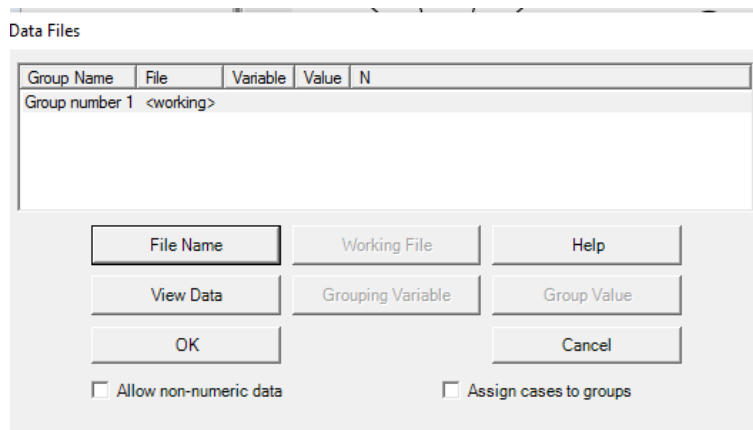 Data Files
Group Name File Variable Value N
Group number 1 <working>
File Name Working File Help
View Data Grouping Variable Group Value
OK Cancel
Allow non-numeric data Assign cases to groups